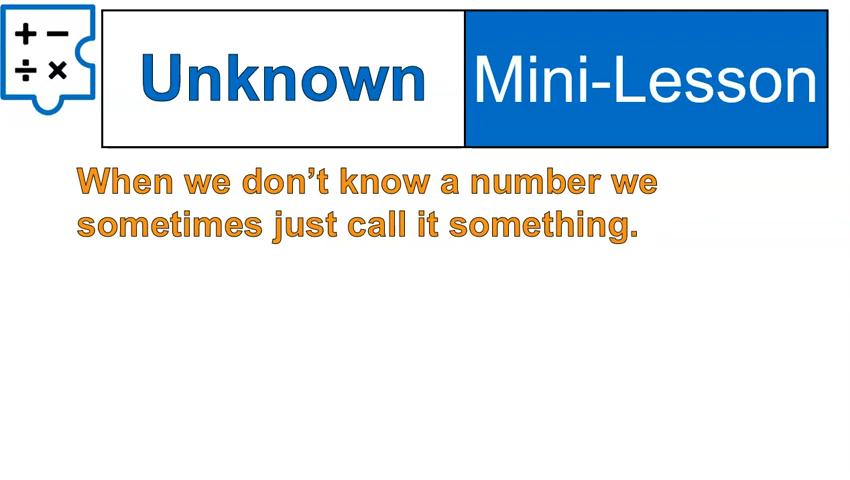 + −
÷ ×
Unknown Mini-Lesson
When we don’t know a number we
sometimes just call it something.